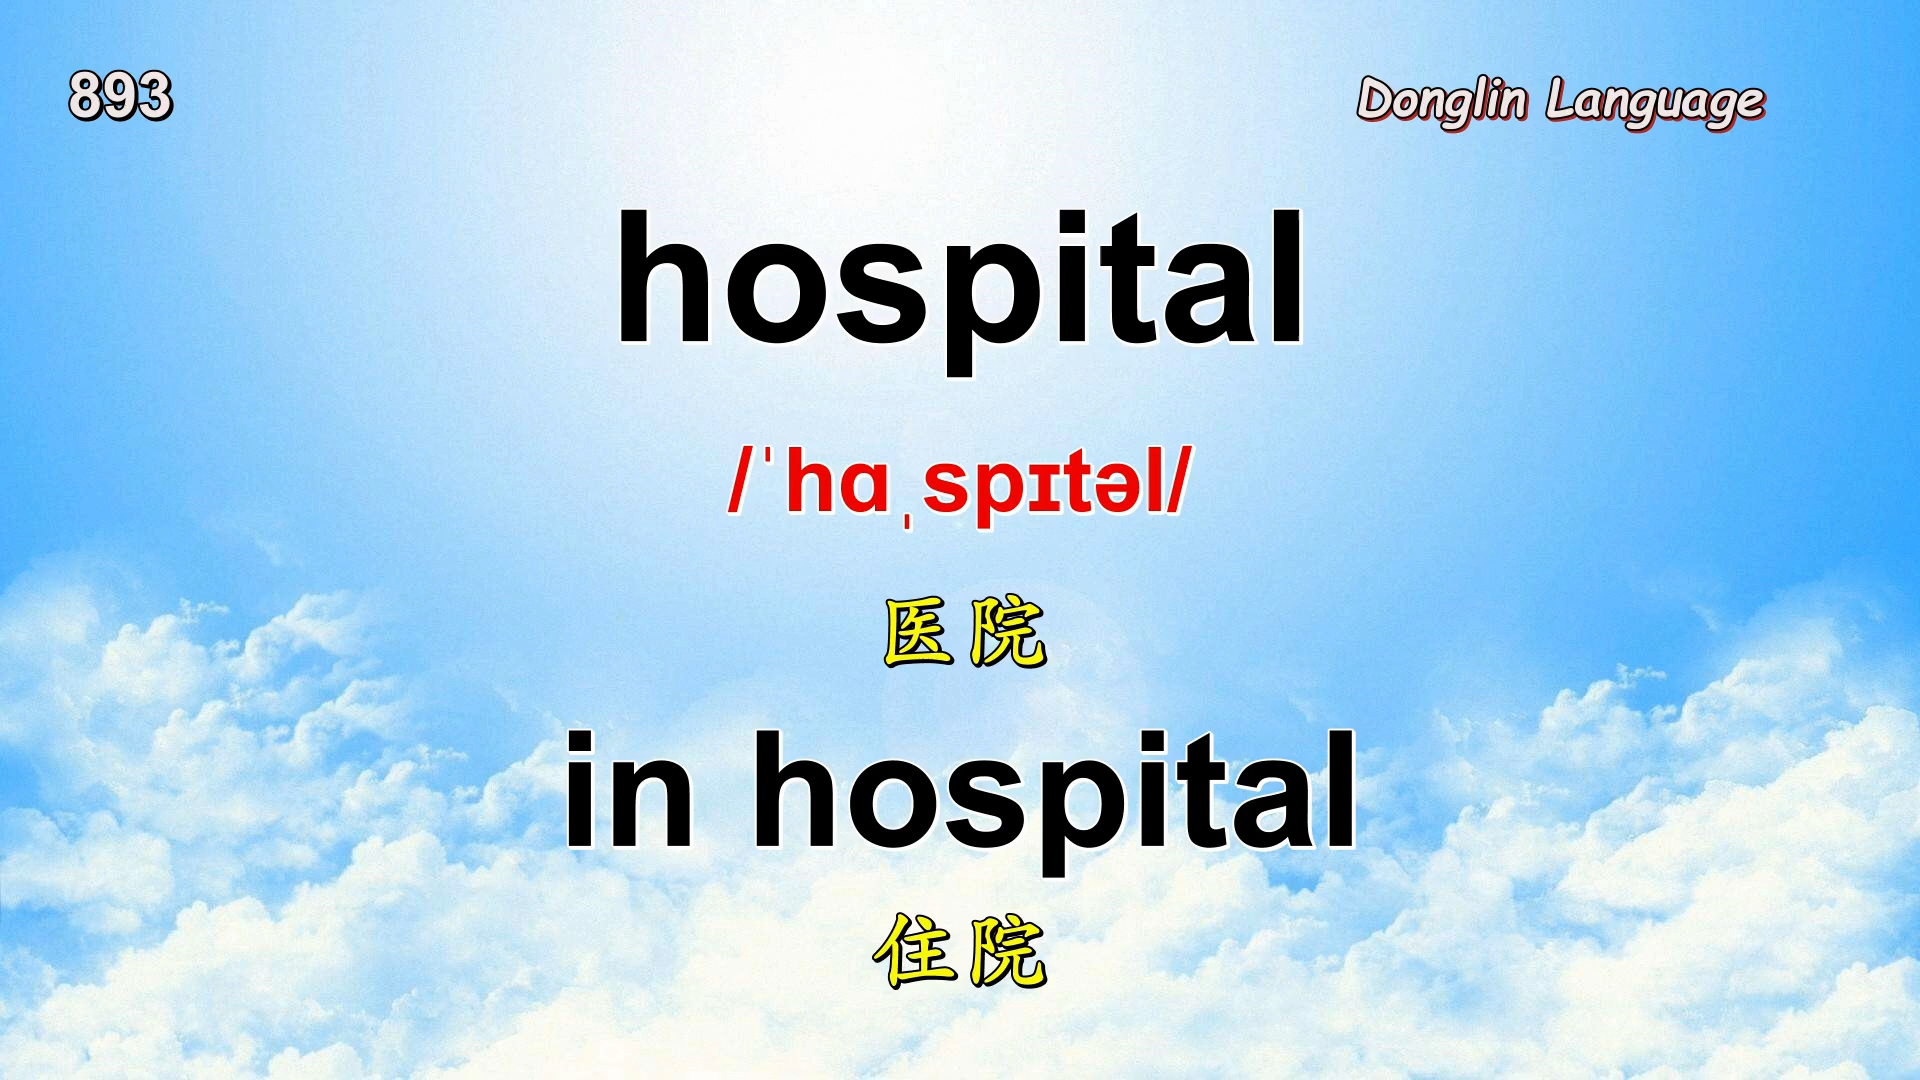 893
Donglin Language
hospital
/ˈhɑˌspɪtəl/
医院
in hospital
住院